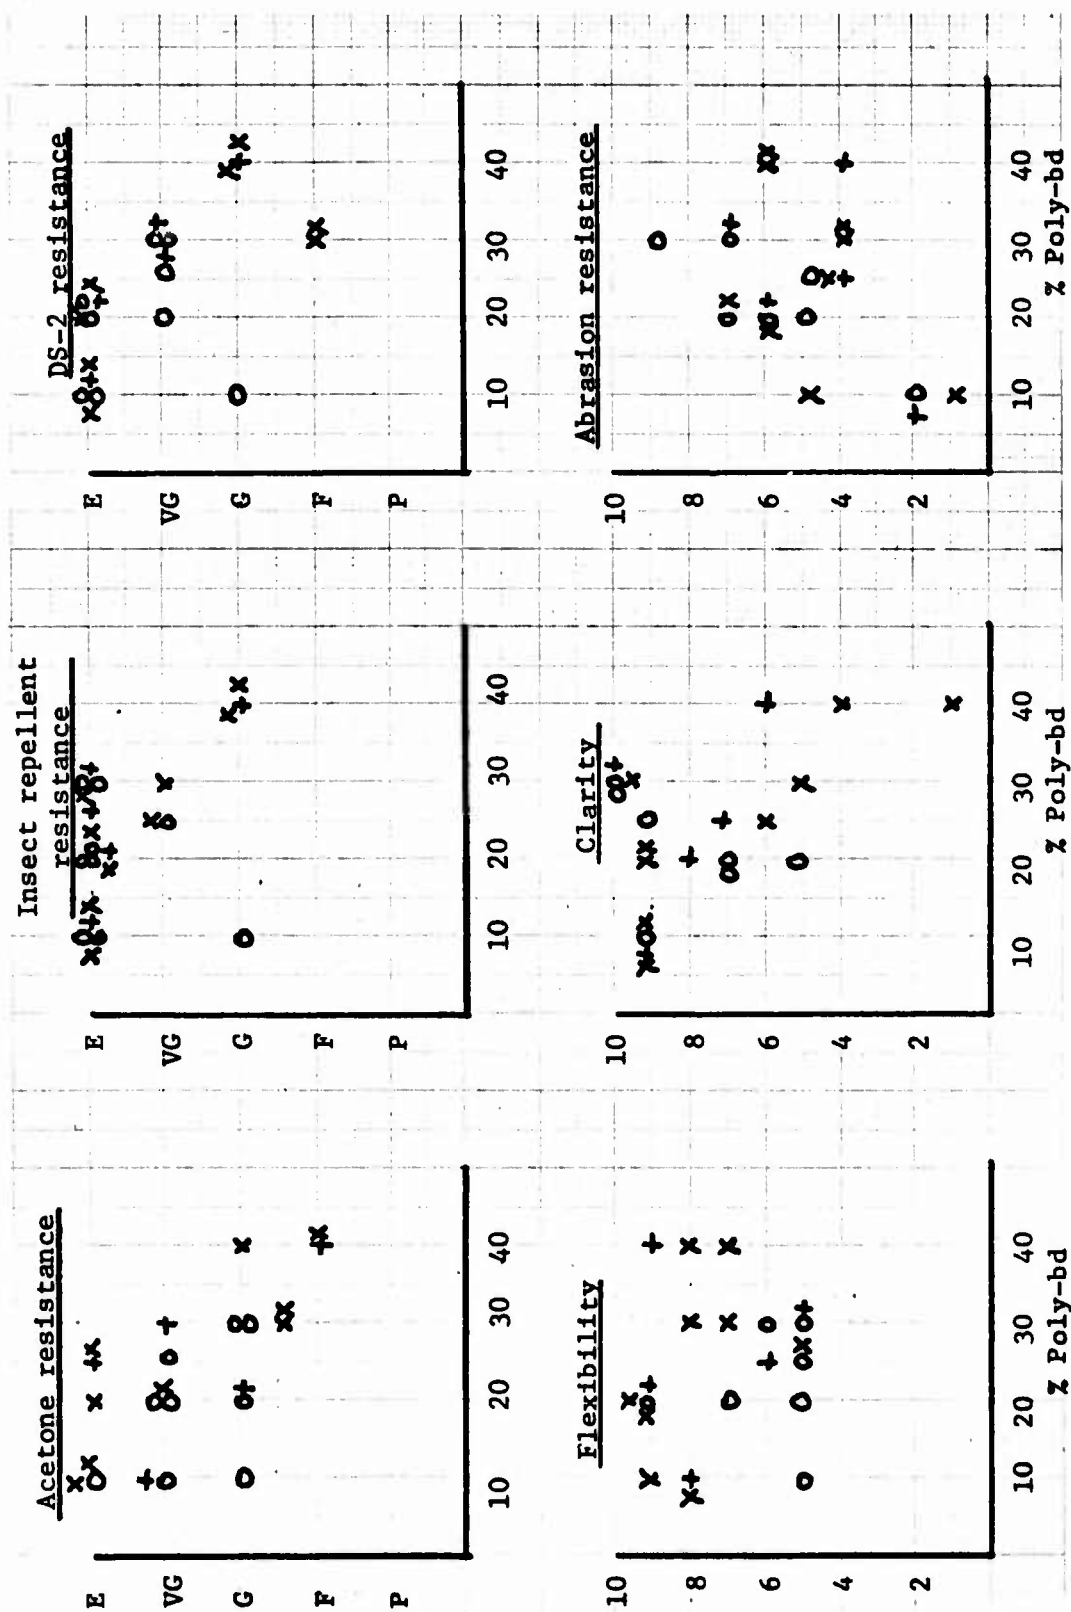 Acetone resistance
E
VG
G
F
P
10 20 30 40
Insect repellent
resistance
E
VG
G
F
P
10 20 30 40
DS-2 resistance
E
VG
G
F
P
10 20 30 40
Flexibility
10
8
6
4
2
10 20 30 40
% Poly-bd
Clarity
10
8
6
4
2
10 20 30 40
% Poly-bd
Abrasion resistance
10
8
6
4
2
10 20 30 40
% Poly-bd